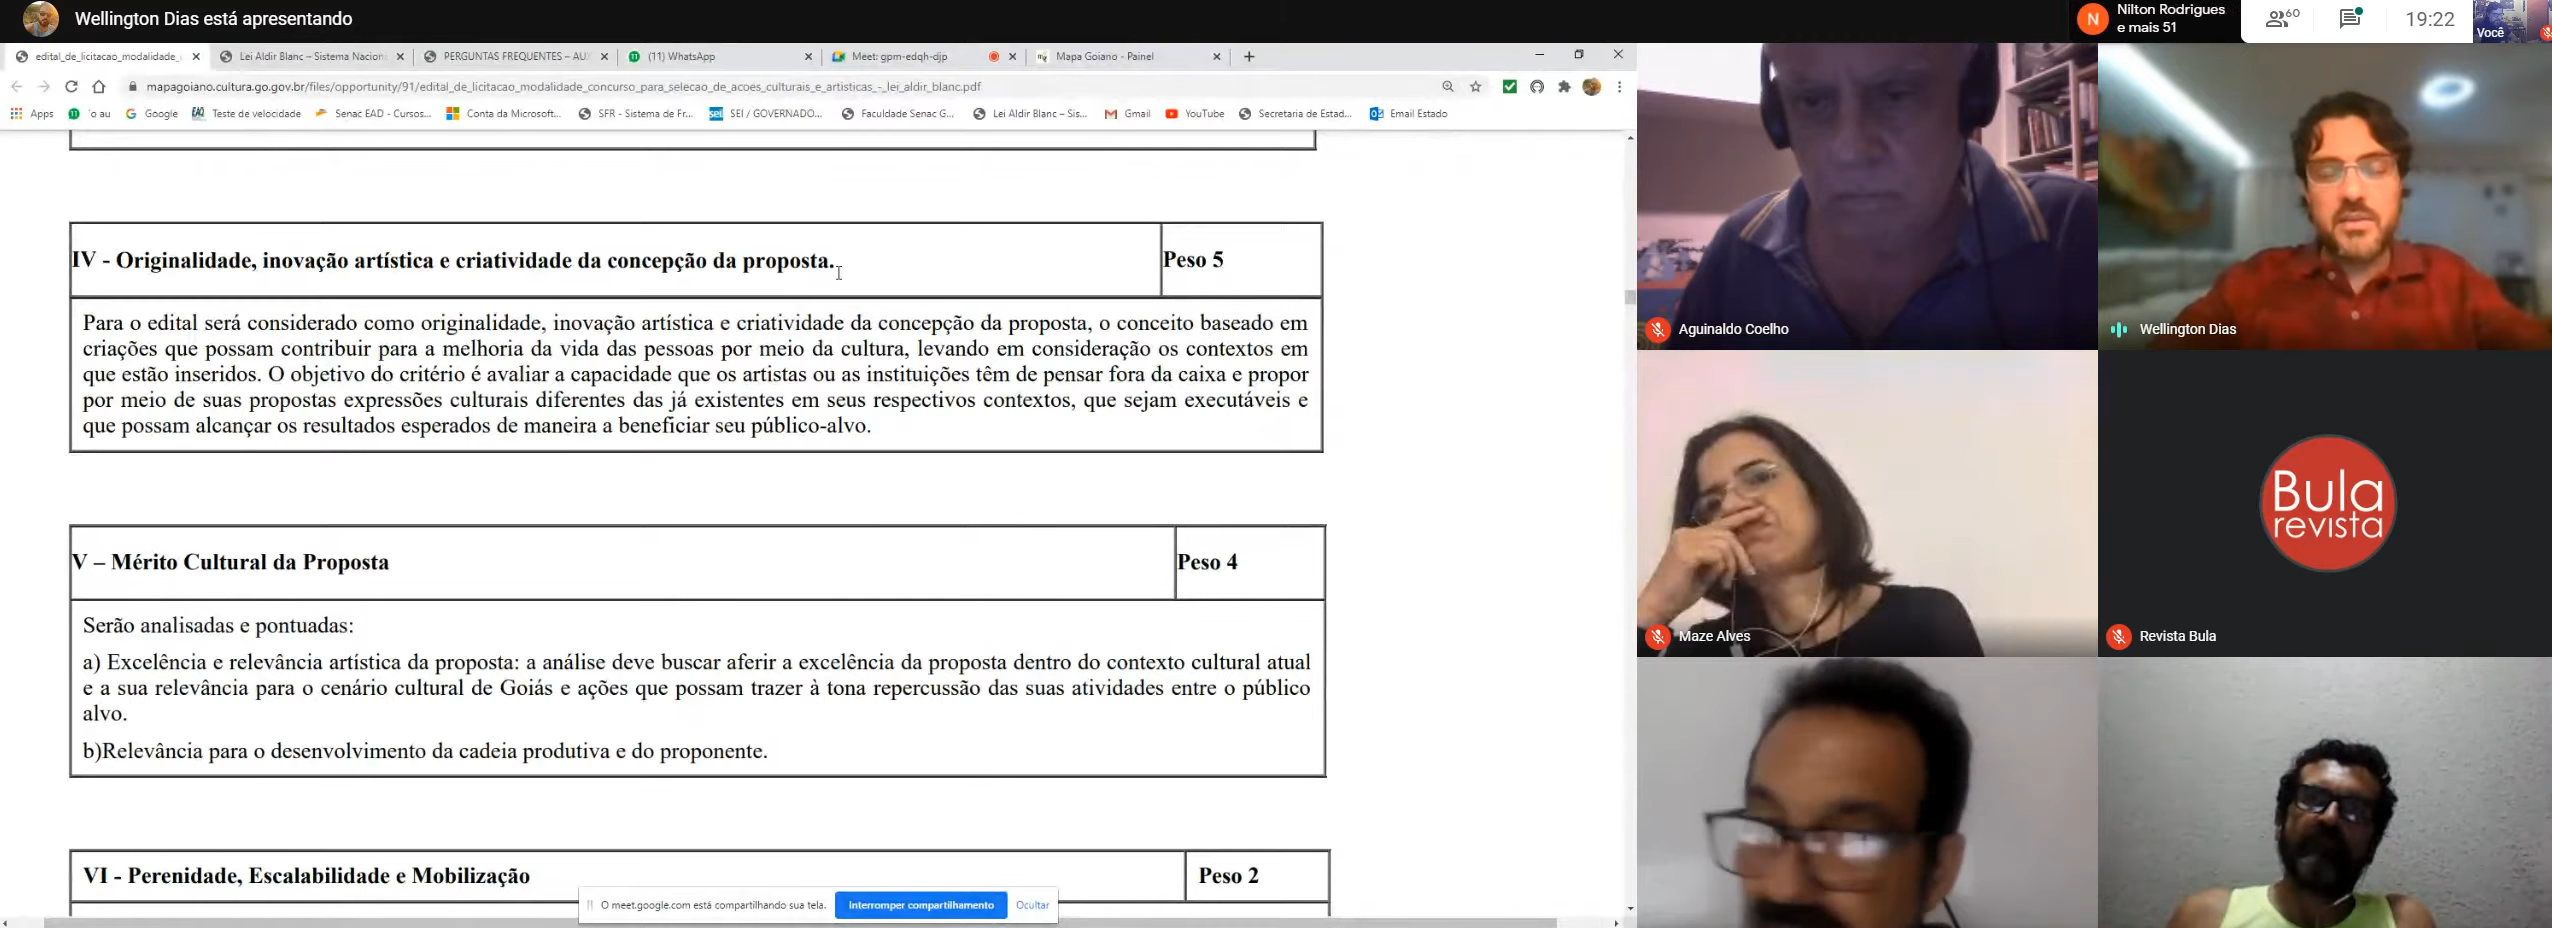 Wellington Dias está apresentando
N
Nilton Rodrigues
e mais 51
60
19:22
Você
edital_de_licitacao_modalidade_
Lei Aldir Blanc – Sistema Nacion
PERGUNTAS FREQUENTES – AU
(11) WhatsApp
Meet: gpm-edqh-djp
Mapa Goiano - Painel
mapagoiano.cultura.go.gov.br/files/opportunity/91/edital_de_licitacao_modalidade_concurso_para_selecao_de_acoes_culturais_e_artisticas_-_lei_aldir_blanc.pdf
Apps
'o au
Google
Teste de velocidade
Senac EAD - Cursos...
Conta da Microsoft...
SFR - Sistema de Fr...
sei
SEI / GOVERNADO...
Faculdade Senac G...
Lei Aldir Blanc – Sis...
Gmail
YouTube
Secretaria de Estad...
Email Estado
IV - Originalidade, inovação artística e criatividade da concepção da proposta.
Peso 5
Para o edital será considerado como originalidade, inovação artística e criatividade da concepção da proposta, o conceito baseado em
criações que possam contribuir para a melhoria da vida das pessoas por meio da cultura, levando em consideração os contextos em
que estão inseridos. O objetivo do critério é avaliar a capacidade que os artistas ou as instituições têm de pensar fora da caixa e propor
por meio de suas propostas expressões culturais diferentes das já existentes em seus respectivos contextos, que sejam executáveis e
que possam alcançar os resultados esperados de maneira a beneficiar seu público-alvo.
V – Mérito Cultural da Proposta
Peso 4
Serão analisadas e pontuadas:
a) Excelência e relevância artística da proposta: a análise deve buscar aferir a excelência da proposta dentro do contexto cultural atual
e a sua relevância para o cenário cultural de Goiás e ações que possam trazer à tona repercussão das suas atividades entre o público
alvo.
b)Relevância para o desenvolvimento da cadeia produtiva e do proponente.
VI - Perenidade, Escalabilidade e Mobilização
Peso 2
O meet.google.com está compartilhando sua tela.
Interromper compartilhamento
Ocultar
Aguinaldo Coelho
Wellington Dias
Maze Alves
Bula
revista
Revista Bula